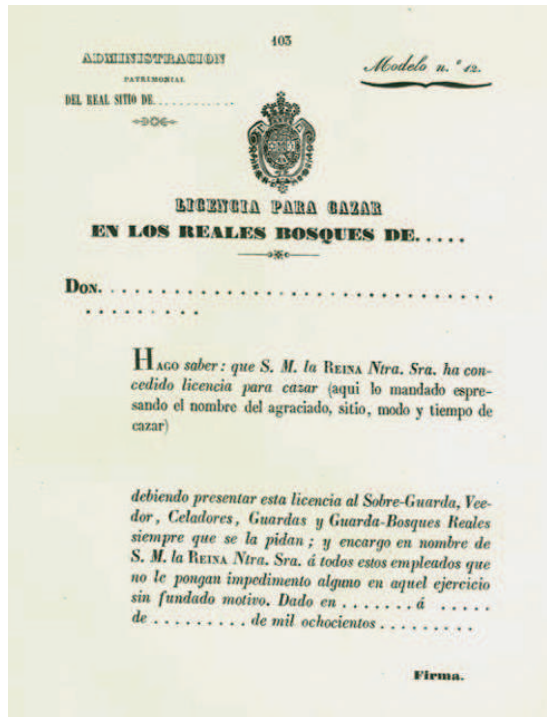 103
ADMINISTRACION
PATRIMONIAL
DEL REAL SITIO DE. . . . . . . . . . . .
Modelo n.º 12.
LICENCIA PARA CAZAR
EN LOS REALES BOSQUES DE. . . . .
DON. . . . . . . . . . . . . . . . . . . . . . . . . . . . . .
. . . . . . . . .
HAGO saber: que S. M. la REINA Ntra. Sra. ha con-
cedido licencia para cazar (aqui lo mandado espre-
sando el nombre del agraciado, sitio, modo y tiempo de
cazar)
debiendo presentar esta licencia al Sobre-Guarda, Vee-
dor, Celadores, Guardas y Guarda-Bosques Reales
siempre que se la pidan; y encargo en nombre de
S. M. la REINA Ntra. Sra. á todos estos empleados que
no le pongan impedimento alguno en aquel ejercicio
sin fundado motivo. Dado en . . . . . . . á . . . . .
de . . . . . . . . . de mil ochocientos . . . . . . . . .
Firma.